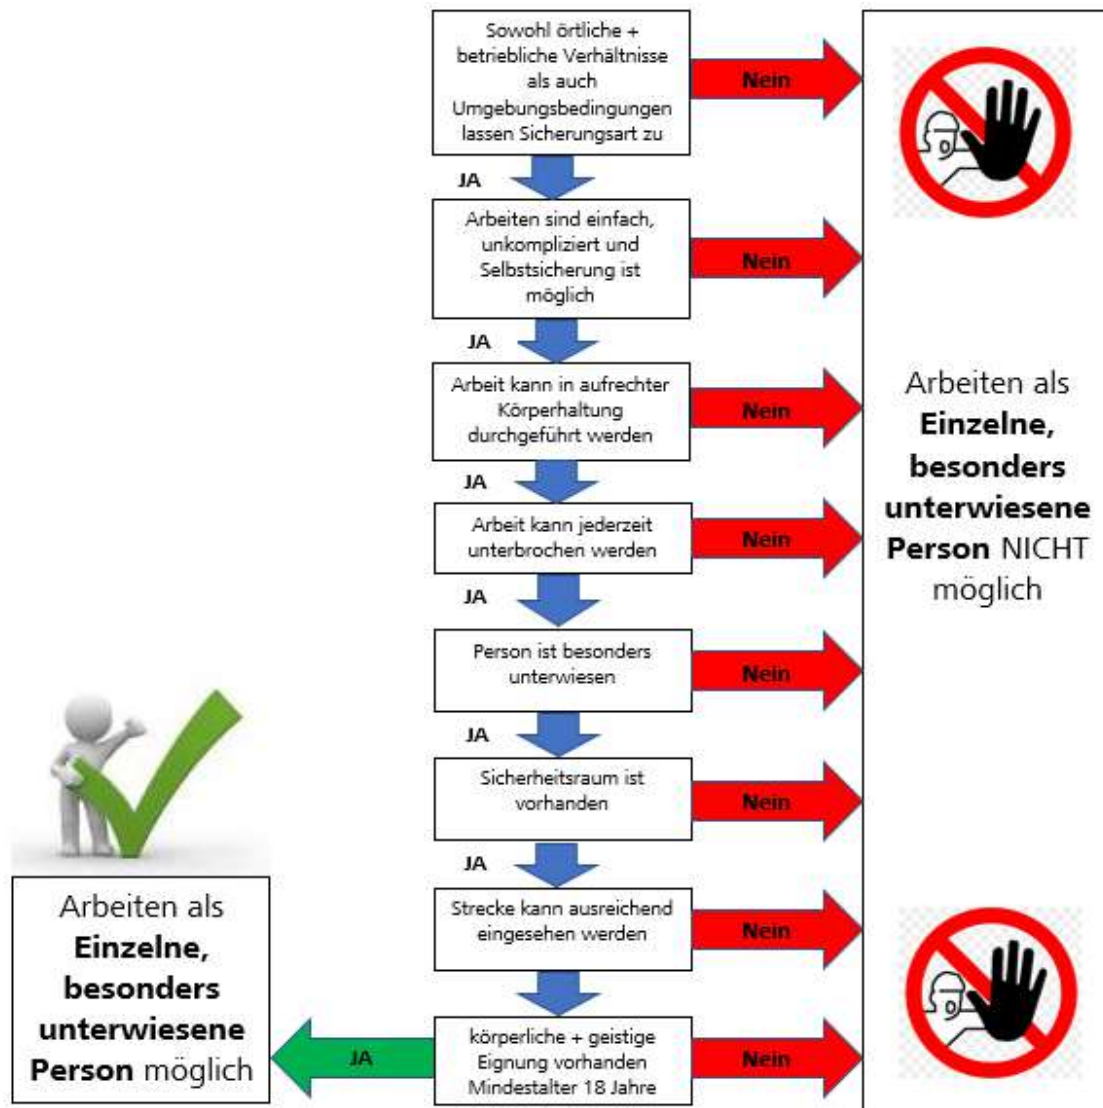 Sowohl örtliche +
betriebliche Verhältnisse
als auch
Umgebungsbedingungen
lassen Sicherungsart zu
Nein
JA
Arbeiten sind einfach,
unkompliziert und
Selbstsicherung ist
möglich
Nein
JA
Arbeit kann in aufrechter
Körperhaltung
durchgeführt werden
Nein
JA
Arbeit kann jederzeit
unterbrochen werden
Nein
JA
Person ist besonders
unterwiesen
Nein
JA
Sicherheitsraum ist
vorhanden
Nein
JA
Strecke kann ausreichend
eingesehen werden
Nein
körperliche + geistige
Eignung vorhanden
Mindestalter 18 Jahre
Nein
JA
Arbeiten als
Einzelne,
besonders
unterwiesene
Person möglich
Arbeiten als
Einzelne,
besonders
unterwiesene
Person NICHT
möglich